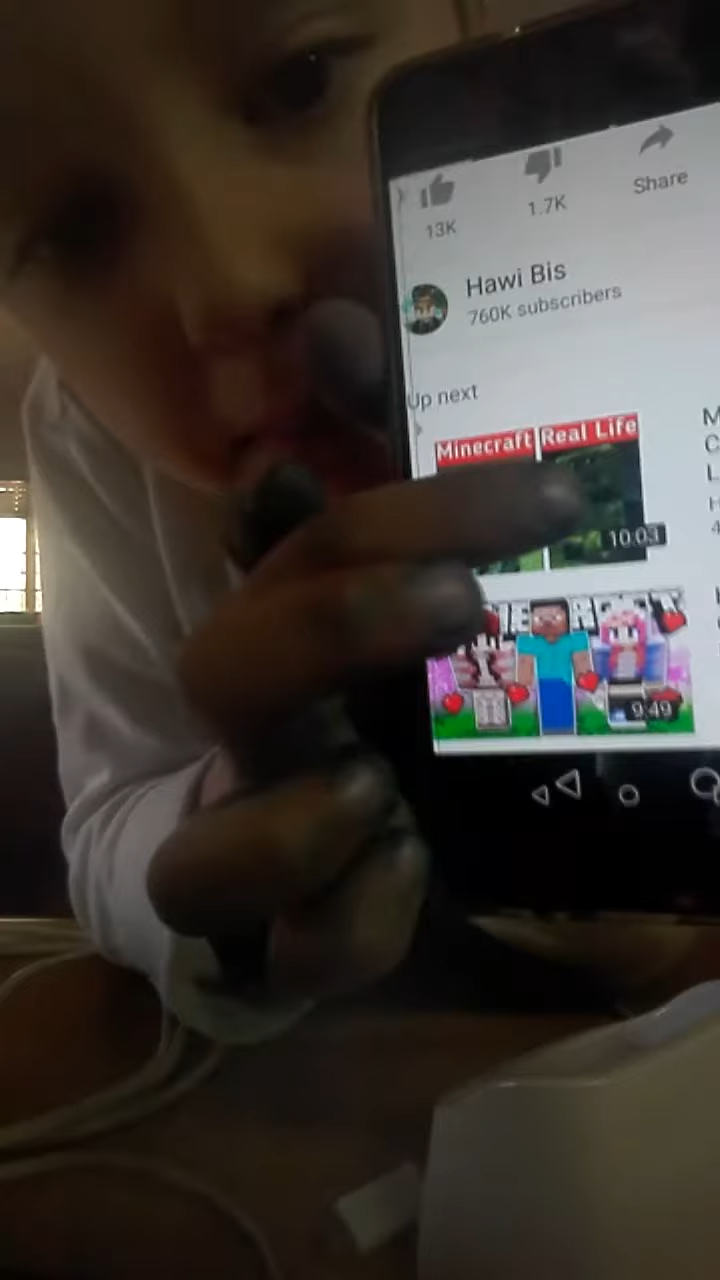 13K
1.7K
Share
Hawi Bis
760K subscribers
Up next
Minecraft Real Life
10:03
9:49